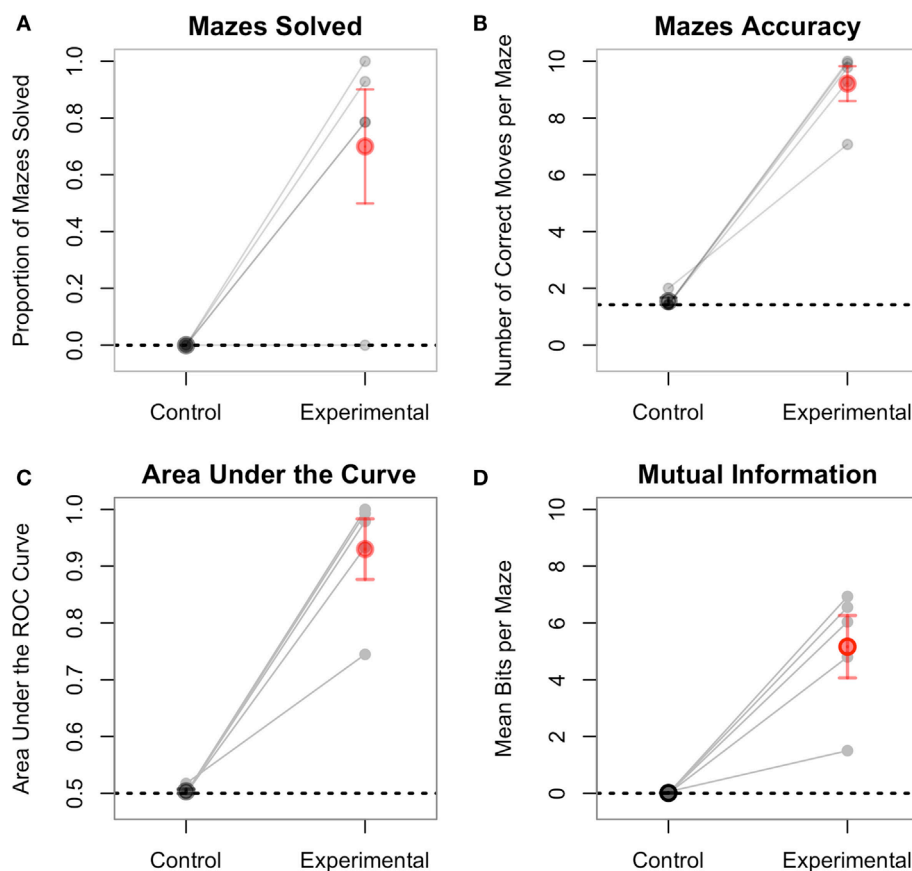 A
Mazes Solved
Proportion of Mazes Solved
0.0 0.2 0.4 0.6 0.8 1.0
Control Experimental
B
Mazes Accuracy
Number of Correct Moves per Maze
0 2 4 6 8 10
Control Experimental
C
Area Under the Curve
Area Under the ROC Curve
0.5 0.6 0.7 0.8 0.9 1.0
Control Experimental
D
Mutual Information
Mean Bits per Maze
0 2 4 6 8 10
Control Experimental